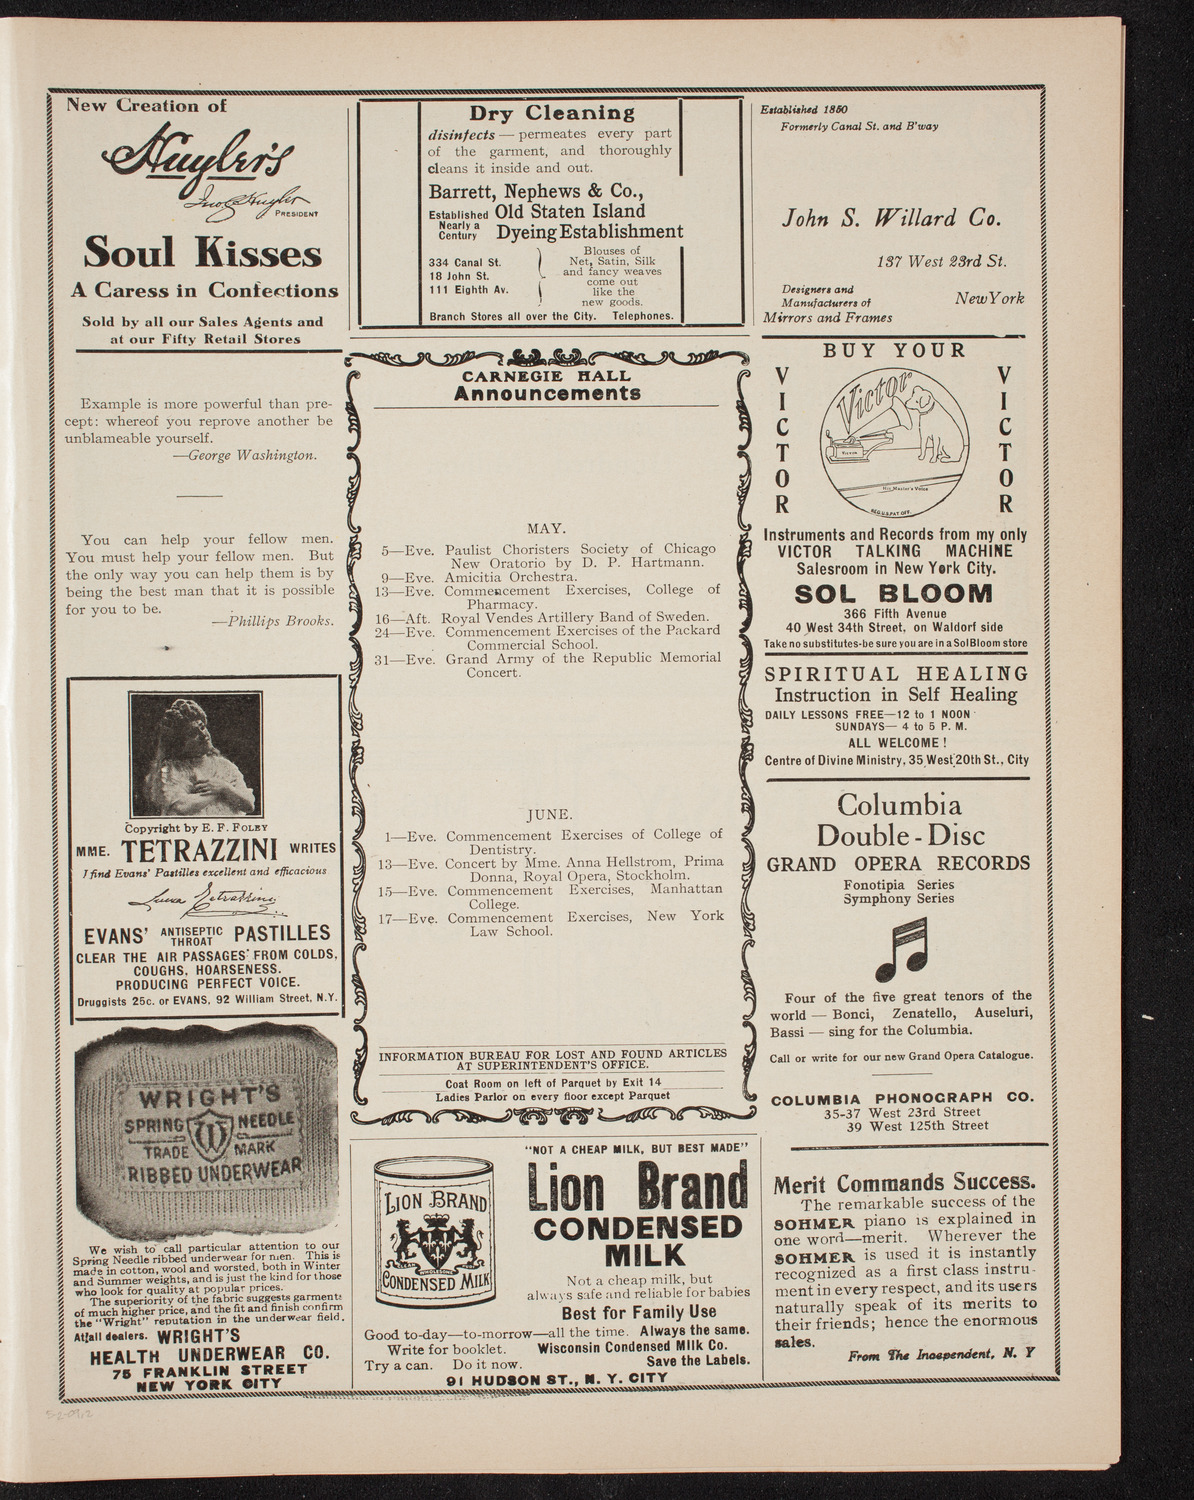 New Creation of
Huyler's
Jno. S. Huyler
PRESIDENT
Soul Kisses
A Caress in Confections
Sold by all our Sales Agents and
at our Fifty Retail Stores
Example is more powerful than pre-
cept: whereof you reprove another be
unblameable yourself.
—George Washington.
You can help your fellow men.
You must help your fellow men. But
the only way you can help them is by
being the best man that it is possible
for you to be.
—Phillips Brooks.
Copyright by E. F. FOLEY
MME. TETRAZZINI WRITES
I find Evans' Pastilles excellent and efficacious
Luisa Tetrazzini
EVANS' ANTISEPTIC THROAT PASTILLES
CLEAR THE AIR PASSAGES FROM COLDS,
COUGHS, HOARSENESS.
PRODUCING PERFECT VOICE.
Druggists 25c. or EVANS, 92 William Street, N.Y.
WRIGHT'S
SPRING NEEDLE
TRADE MARK
RIBBED UNDERWEAR
We wish to call particular attention to our
Spring Needle ribbed underwear for men. This is
made in cotton, wool and worsted, both in Winter
and Summer weights, and is just the kind for those
who look for quality at popular prices.
The superiority of the fabric suggests garments
of much higher price, and the fit and finish confirm
the "Wright" reputation in the underwear field.
At all dealers. WRIGHT'S
HEALTH UNDERWEAR CO.
75 FRANKLIN STREET
NEW YORK CITY
Dry Cleaning
disinfects — permeates every part
of the garment, and thoroughly
cleans it inside and out.
Barrett, Nephews & Co.,
Established Nearly a Century
Old Staten Island
Dyeing Establishment
334 Canal St.
18 John St.
111 Eighth Av.
Blouses of
Net, Satin, Silk
and fancy weaves
come out
like the
new goods.
Branch Stores all over the City. Telephones.
CARNEGIE HALL
Announcements
MAY.
5—Eve. Paulist Choristers Society of Chicago
New Oratorio by D. P. Hartmann.
9—Eve. Amicitia Orchestra.
13—Eve. Commencement Exercises, College of
Pharmacy.
16—Aft. Royal Vendes Artillery Band of Sweden.
24—Eve. Commencement Exercises of the Packard
Commercial School.
31—Eve. Grand Army of the Republic Memorial
Concert.
JUNE.
1—Eve. Commencement Exercises of College of
Dentistry.
13—Eve. Concert by Mme. Anna Hellstrom, Prima
Donna, Royal Opera, Stockholm.
15—Eve. Commencement Exercises, Manhattan
College.
17—Eve. Commencement Exercises, New York
Law School.
INFORMATION BUREAU FOR LOST AND FOUND ARTICLES
AT SUPERINTENDENT'S OFFICE.
Coat Room on left of Parquet by Exit 14
Ladies Parlor on every floor except Parquet
"NOT A CHEAP MILK, BUT BEST MADE"
LION BRAND
CONDENSED MILK
Lion Brand
CONDENSED
MILK
Not a cheap milk, but
always safe and reliable for babies
Best for Family Use
Good to-day—to-morrow—all the time. Always the same.
Write for booklet. Wisconsin Condensed Milk Co.
Try a can. Do it now. Save the Labels.
91 HUDSON ST., N. Y. CITY
Established 1850
Formerly Canal St. and B'way
John S. Willard Co.
137 West 23rd St.
Designers and
Manufacturers of
Mirrors and Frames
New York
BUY YOUR
VICTOR
Victor
Victor
His Master's Voice
REG.U.S.PAT.OFF.
VICTOR
Instruments and Records from my only
VICTOR TALKING MACHINE
Salesroom in New York City.
SOL BLOOM
366 Fifth Avenue
40 West 34th Street, on Waldorf side
Take no substitutes-be sure you are in a Sol Bloom store
SPIRITUAL HEALING
Instruction in Self Healing
DAILY LESSONS FREE—12 to 1 NOON
SUNDAYS— 4 to 5 P. M.
ALL WELCOME!
Centre of Divine Ministry, 35 West 20th St., City
Columbia
Double-Disc
GRAND OPERA RECORDS
Fonotipia Series
Symphony Series
Four of the five great tenors of the
world — Bonci, Zenatello, Auseluri,
Bassi — sing for the Columbia.
Call or write for our new Grand Opera Catalogue.
COLUMBIA PHONOGRAPH CO.
35-37 West 23rd Street
39 West 125th Street
Merit Commands Success.
The remarkable success of the
SOHMER piano is explained in
one word—merit. Wherever the
SOHMER is used it is instantly
recognized as a first class instru-
ment in every respect, and its users
naturally speak of its merits to
their friends; hence the enormous
sales.
From The Independent, N. Y
5-2-09,2